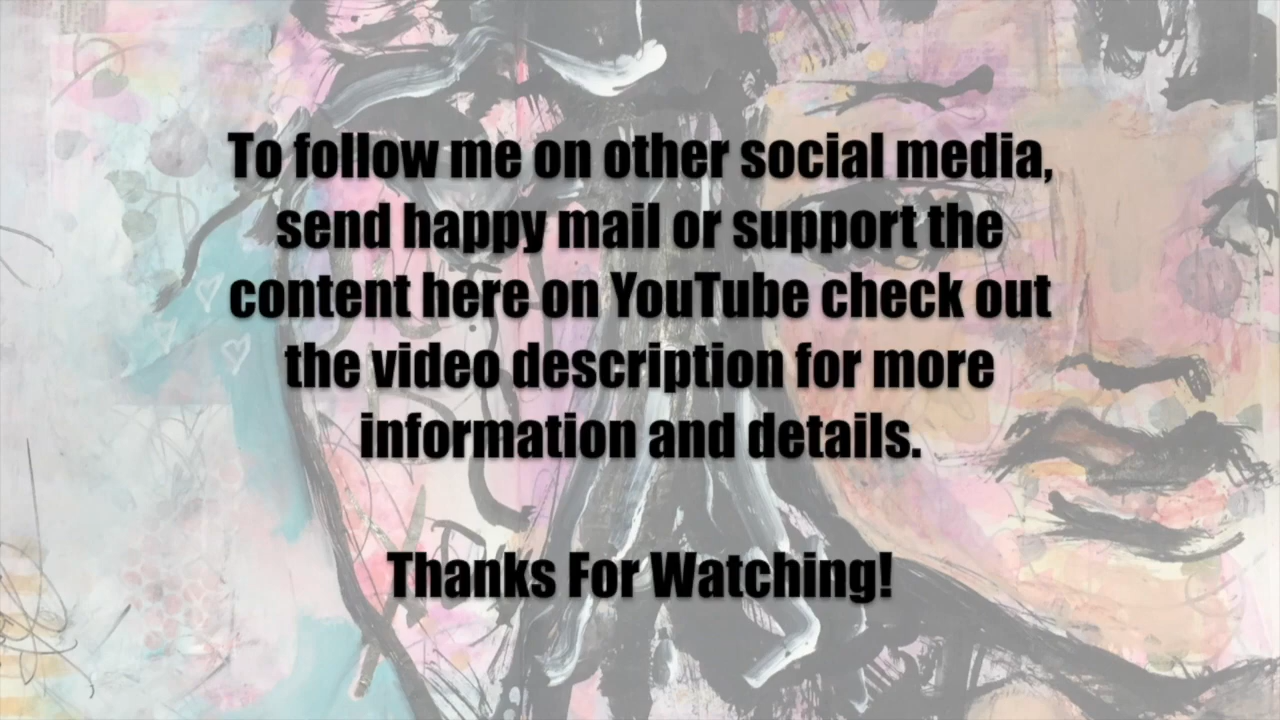 To follow me on other social media,
send happy mail or support the
content here on YouTube check out
the video description for more
information and details.
Thanks For Watching!